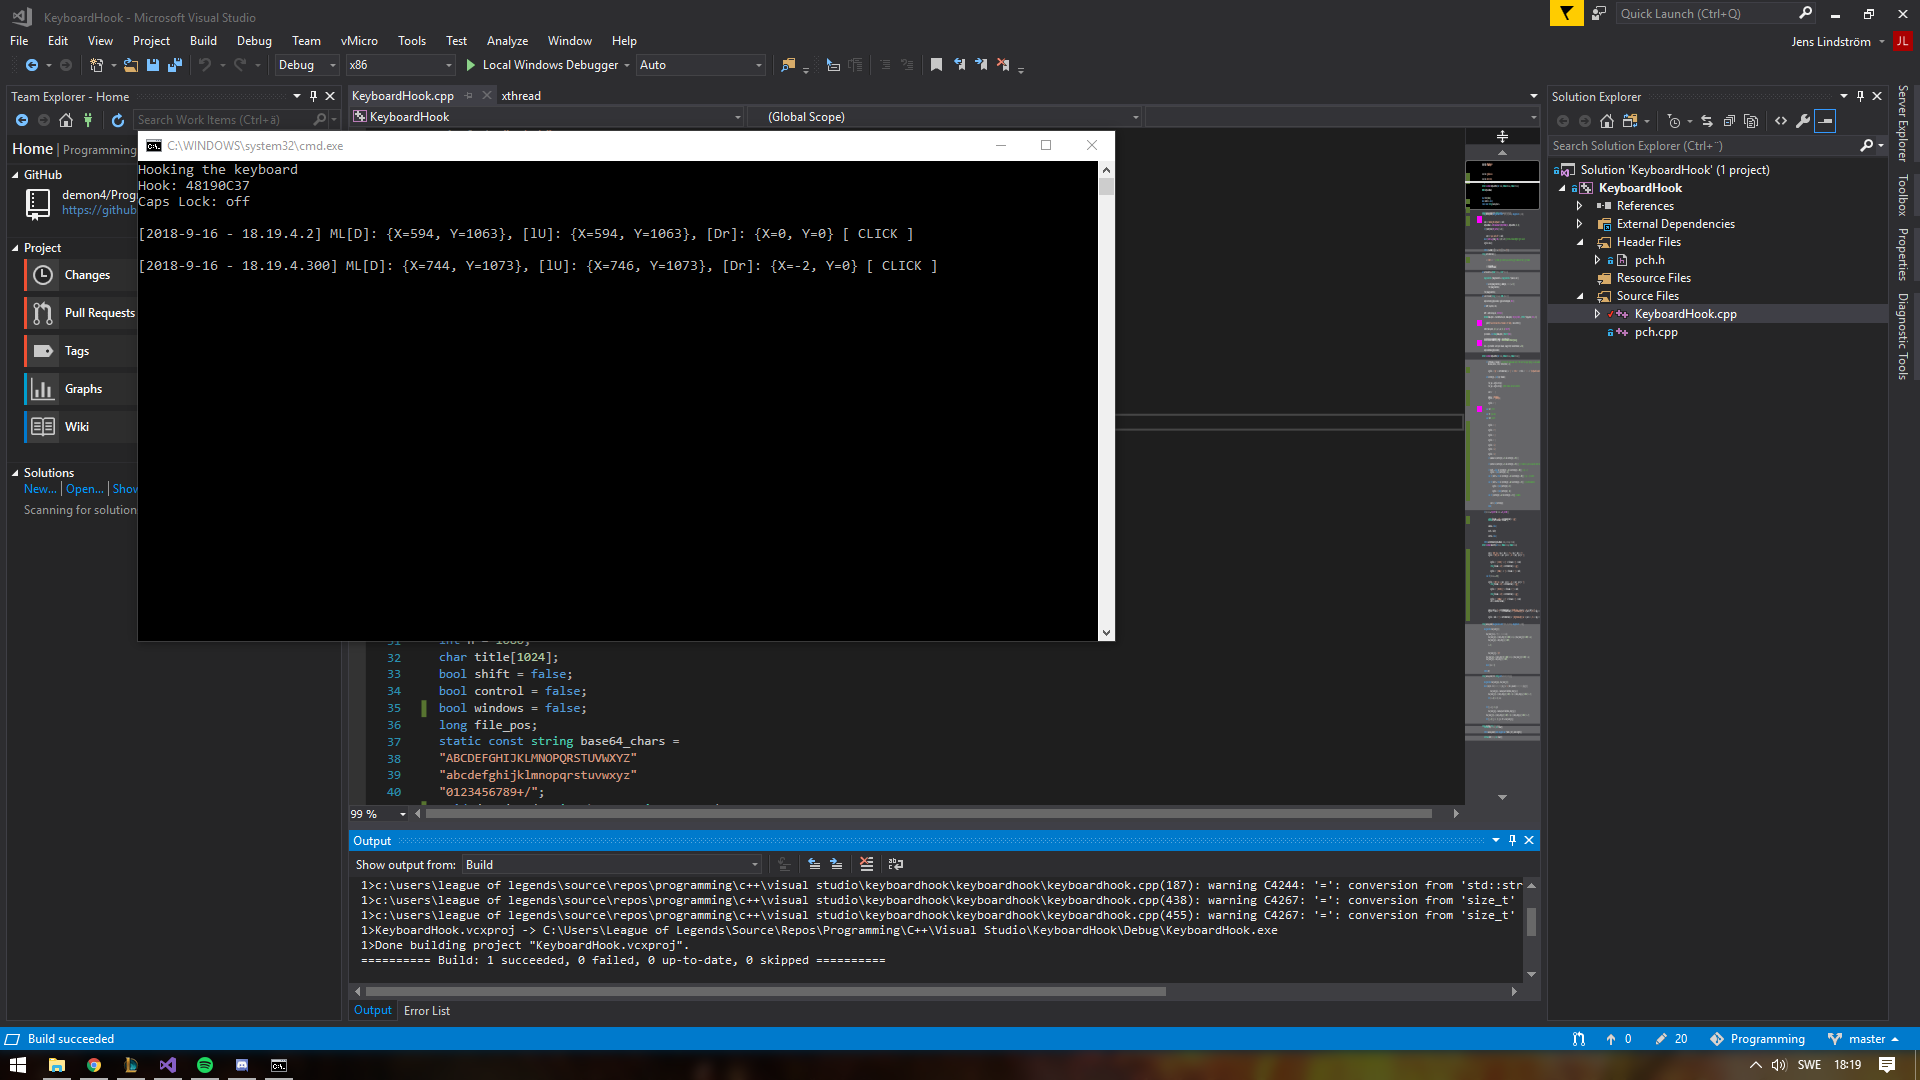 KeyboardHook - Microsoft Visual Studio
Quick Launch (Ctrl+Q)
File Edit View Project Build Debug Team vMicro Tools Test Analyze Window Help
Jens Lindström JL
Debug x86 Local Windows Debugger Auto
Team Explorer - Home
KeyboardHook.cpp xthread
Solution Explorer
Search Work Items (Ctrl+ä)
KeyboardHook (Global Scope)
Home | Programming
C:\WINDOWS\system32\cmd.exe
Search Solution Explorer (Ctrl+¨)
GitHub
demon4/Prog
https://github
Project
Changes
Pull Requests
Tags
Graphs
Wiki
Solutions
New... Open... Show
Scanning for solution
Hooking the keyboard
Hook: 48190C37
Caps Lock: off
[2018-9-16 - 18.19.4.2] ML[D]: {X=594, Y=1063}, [lU]: {X=594, Y=1063}, [Dr]: {X=0, Y=0} [ CLICK ]
[2018-9-16 - 18.19.4.300] ML[D]: {X=744, Y=1073}, [lU]: {X=746, Y=1073}, [Dr]: {X=-2, Y=0} [ CLICK ]
32 char title[1024];
33 bool shift = false;
34 bool control = false;
35 bool windows = false;
36 long file_pos;
37 static const string base64_chars =
38 "ABCDEFGHIJKLMNOPQRSTUVWXYZ"
39 "abcdefghijklmnopqrstuvwxyz"
40 "0123456789+/";
99 %
Solution 'KeyboardHook' (1 project)
KeyboardHook
References
External Dependencies
Header Files
pch.h
Resource Files
Source Files
KeyboardHook.cpp
pch.cpp
Server Explorer
Toolbox
Properties
Diagnostic Tools
Output
Show output from: Build
1>c:\users\league of legends\source\repos\programming\c++\visual studio\keyboardhook\keyboardhook\keyboardhook.cpp(187): warning C4244: '=': conversion from 'std::str
1>c:\users\league of legends\source\repos\programming\c++\visual studio\keyboardhook\keyboardhook\keyboardhook.cpp(438): warning C4267: '=': conversion from 'size_t'
1>c:\users\league of legends\source\repos\programming\c++\visual studio\keyboardhook\keyboardhook\keyboardhook.cpp(455): warning C4267: '=': conversion from 'size_t'
1>KeyboardHook.vcxproj -> C:\Users\League of Legends\Source\Repos\Programming\C++\Visual Studio\KeyboardHook\Debug\KeyboardHook.exe
1>Done building project "KeyboardHook.vcxproj".
========== Build: 1 succeeded, 0 failed, 0 up-to-date, 0 skipped ==========
Output Error List
Build succeeded
0 20 Programming master
SWE 18:19